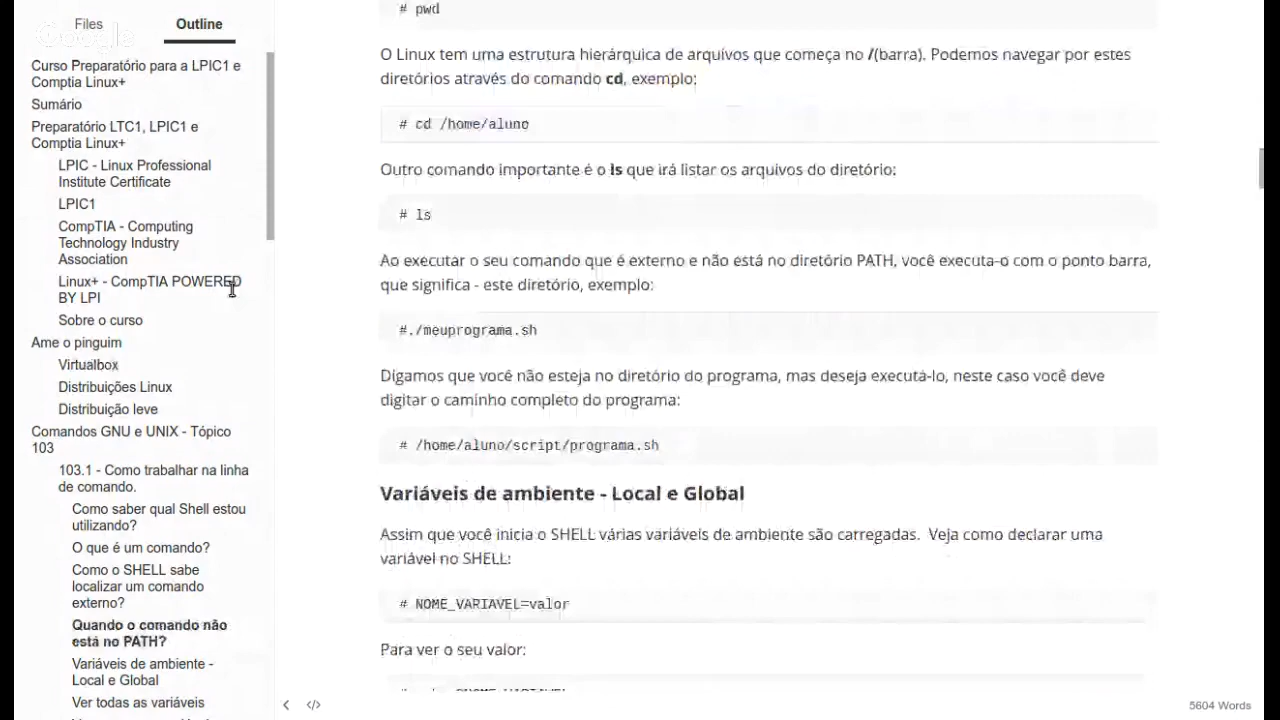 Files
Outline
Google
Curso Preparatório para a LPIC1 e
Comptia Linux+
Sumário
Preparatório LTC1, LPIC1 e
Comptia Linux+
LPIC - Linux Professional
Institute Certificate
LPIC1
CompTIA - Computing
Technology Industry
Association
Linux+ - CompTIA POWERED
BY LPI
Sobre o curso
Ame o pinguim
Virtualbox
Distribuições Linux
Distribuição leve
Comandos GNU e UNIX - Tópico
103
103.1 - Como trabalhar na linha
de comando.
Como saber qual Shell estou
utilizando?
O que é um comando?
Como o SHELL sabe
localizar um comando
externo?
Quando o comando não
está no PATH?
Variáveis de ambiente -
Local e Global
Ver todas as variáveis
# pwd
O Linux tem uma estrutura hierárquica de arquivos que começa no /(barra). Podemos navegar por estes
diretórios através do comando cd, exemplo:
# cd /home/aluno
Outro comando importante é o ls que irá listar os arquivos do diretório:
# ls
Ao executar o seu comando que é externo e não está no diretório PATH, você executa-o com o ponto barra,
que significa - este diretório, exemplo:
#./meuprograma.sh
Digamos que você não esteja no diretório do programa, mas deseja executá-lo, neste caso você deve
digitar o caminho completo do programa:
# /home/aluno/script/programa.sh
Variáveis de ambiente - Local e Global
Assim que você inicia o SHELL várias variáveis de ambiente são carregadas. Veja como declarar uma
variável no SHELL:
# NOME_VARIAVEL=valor
Para ver o seu valor:
5604 Words